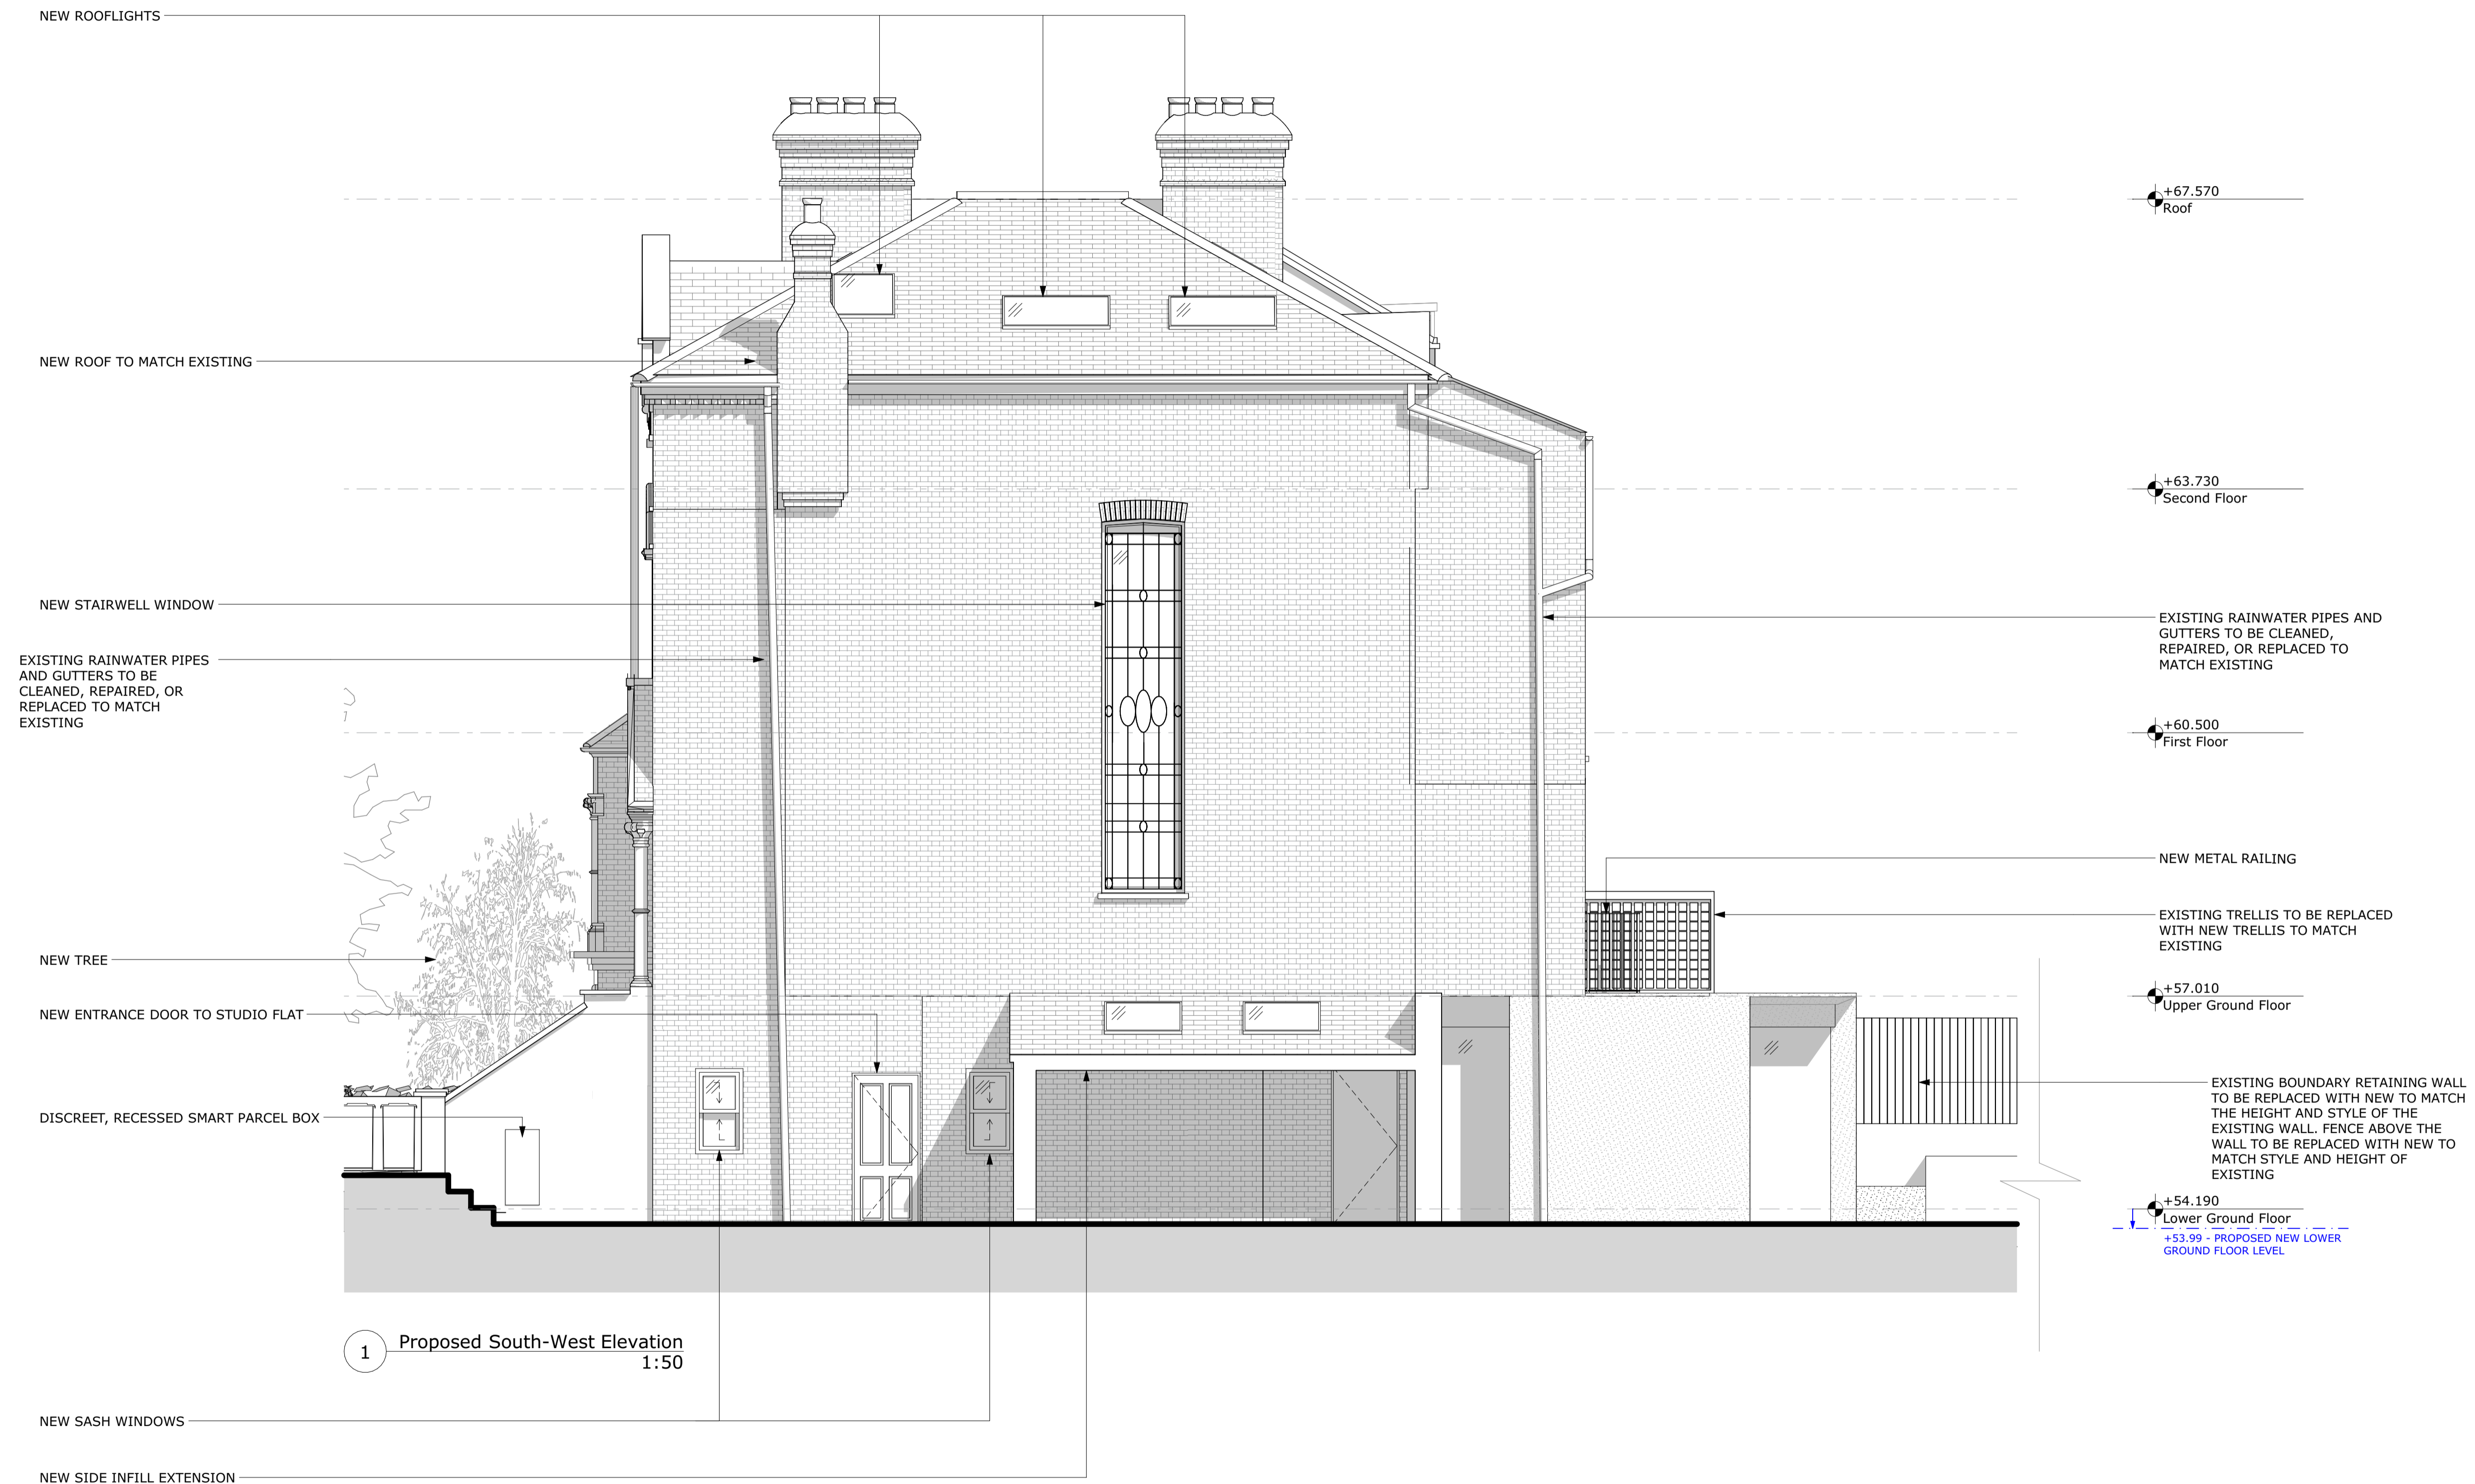 NEW ROOFLIGHTS
+67.570
Roof
NEW ROOF TO MATCH EXISTING
+63.730
Second Floor
NEW STAIRWELL WINDOW
EXISTING RAINWATER PIPES AND
GUTTERS TO BE CLEANED,
REPAIRED, OR REPLACED TO
MATCH EXISTING
EXISTING RAINWATER PIPES
AND GUTTERS TO BE
CLEANED, REPAIRED, OR
REPLACED TO MATCH
EXISTING
+60.500
First Floor
NEW METAL RAILING
EXISTING TRELLIS TO BE REPLACED
WITH NEW TRELLIS TO MATCH
EXISTING
NEW TREE
+57.010
Upper Ground Floor
NEW ENTRANCE DOOR TO STUDIO FLAT
EXISTING BOUNDARY RETAINING WALL
TO BE REPLACED WITH NEW TO MATCH
THE HEIGHT AND STYLE OF THE
EXISTING WALL. FENCE ABOVE THE
WALL TO BE REPLACED WITH NEW TO
MATCH STYLE AND HEIGHT OF
EXISTING
DISCREET, RECESSED SMART PARCEL BOX
+54.190
Lower Ground Floor
+53.99 - PROPOSED NEW LOWER
GROUND FLOOR LEVEL
1
Proposed South-West Elevation
1:50
NEW SASH WINDOWS
NEW SIDE INFILL EXTENSION